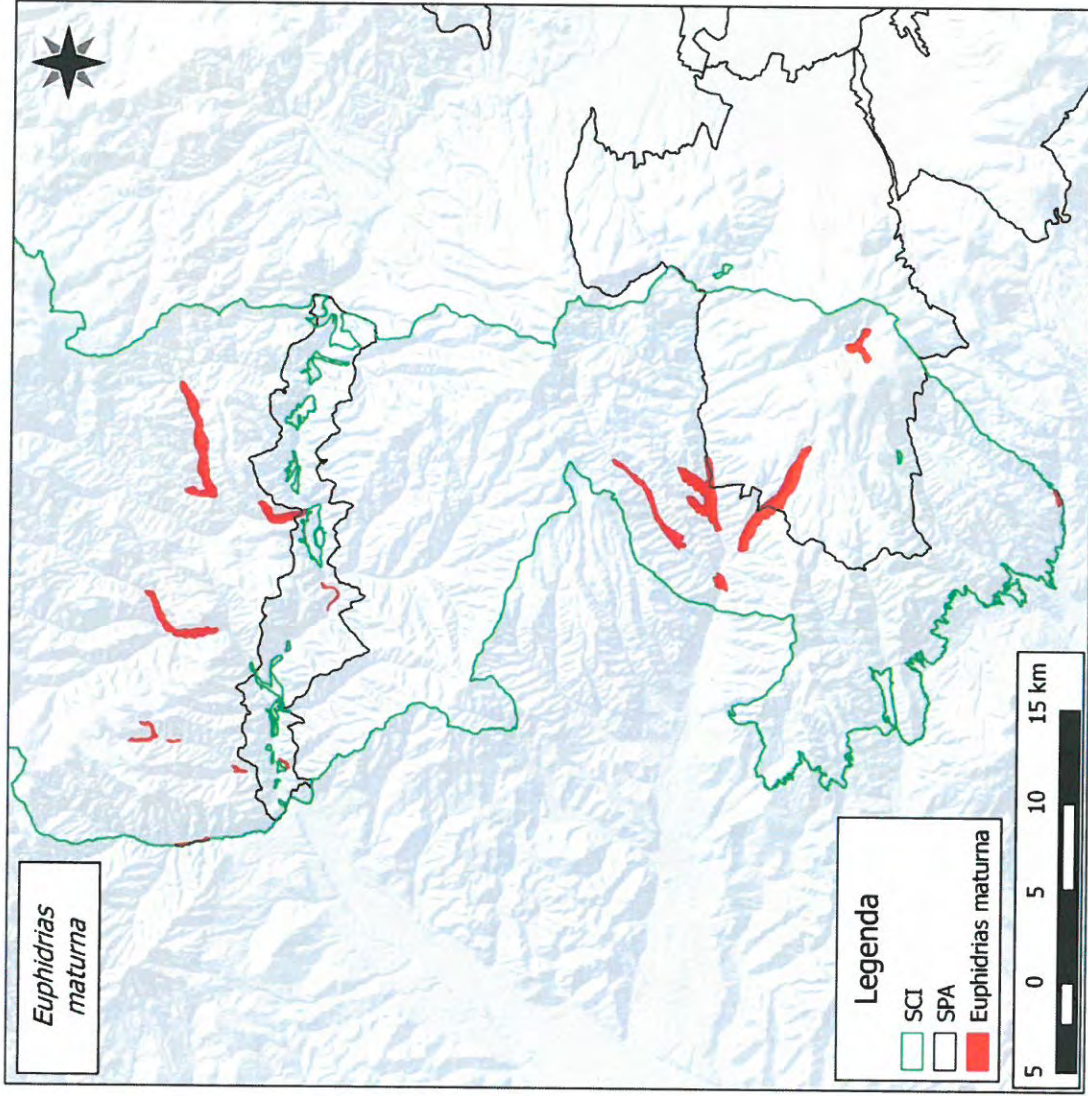 Euphidrias
maturna
Legenda
SCI
SPA
Euphidrias maturna
5 0 5 10 15 km